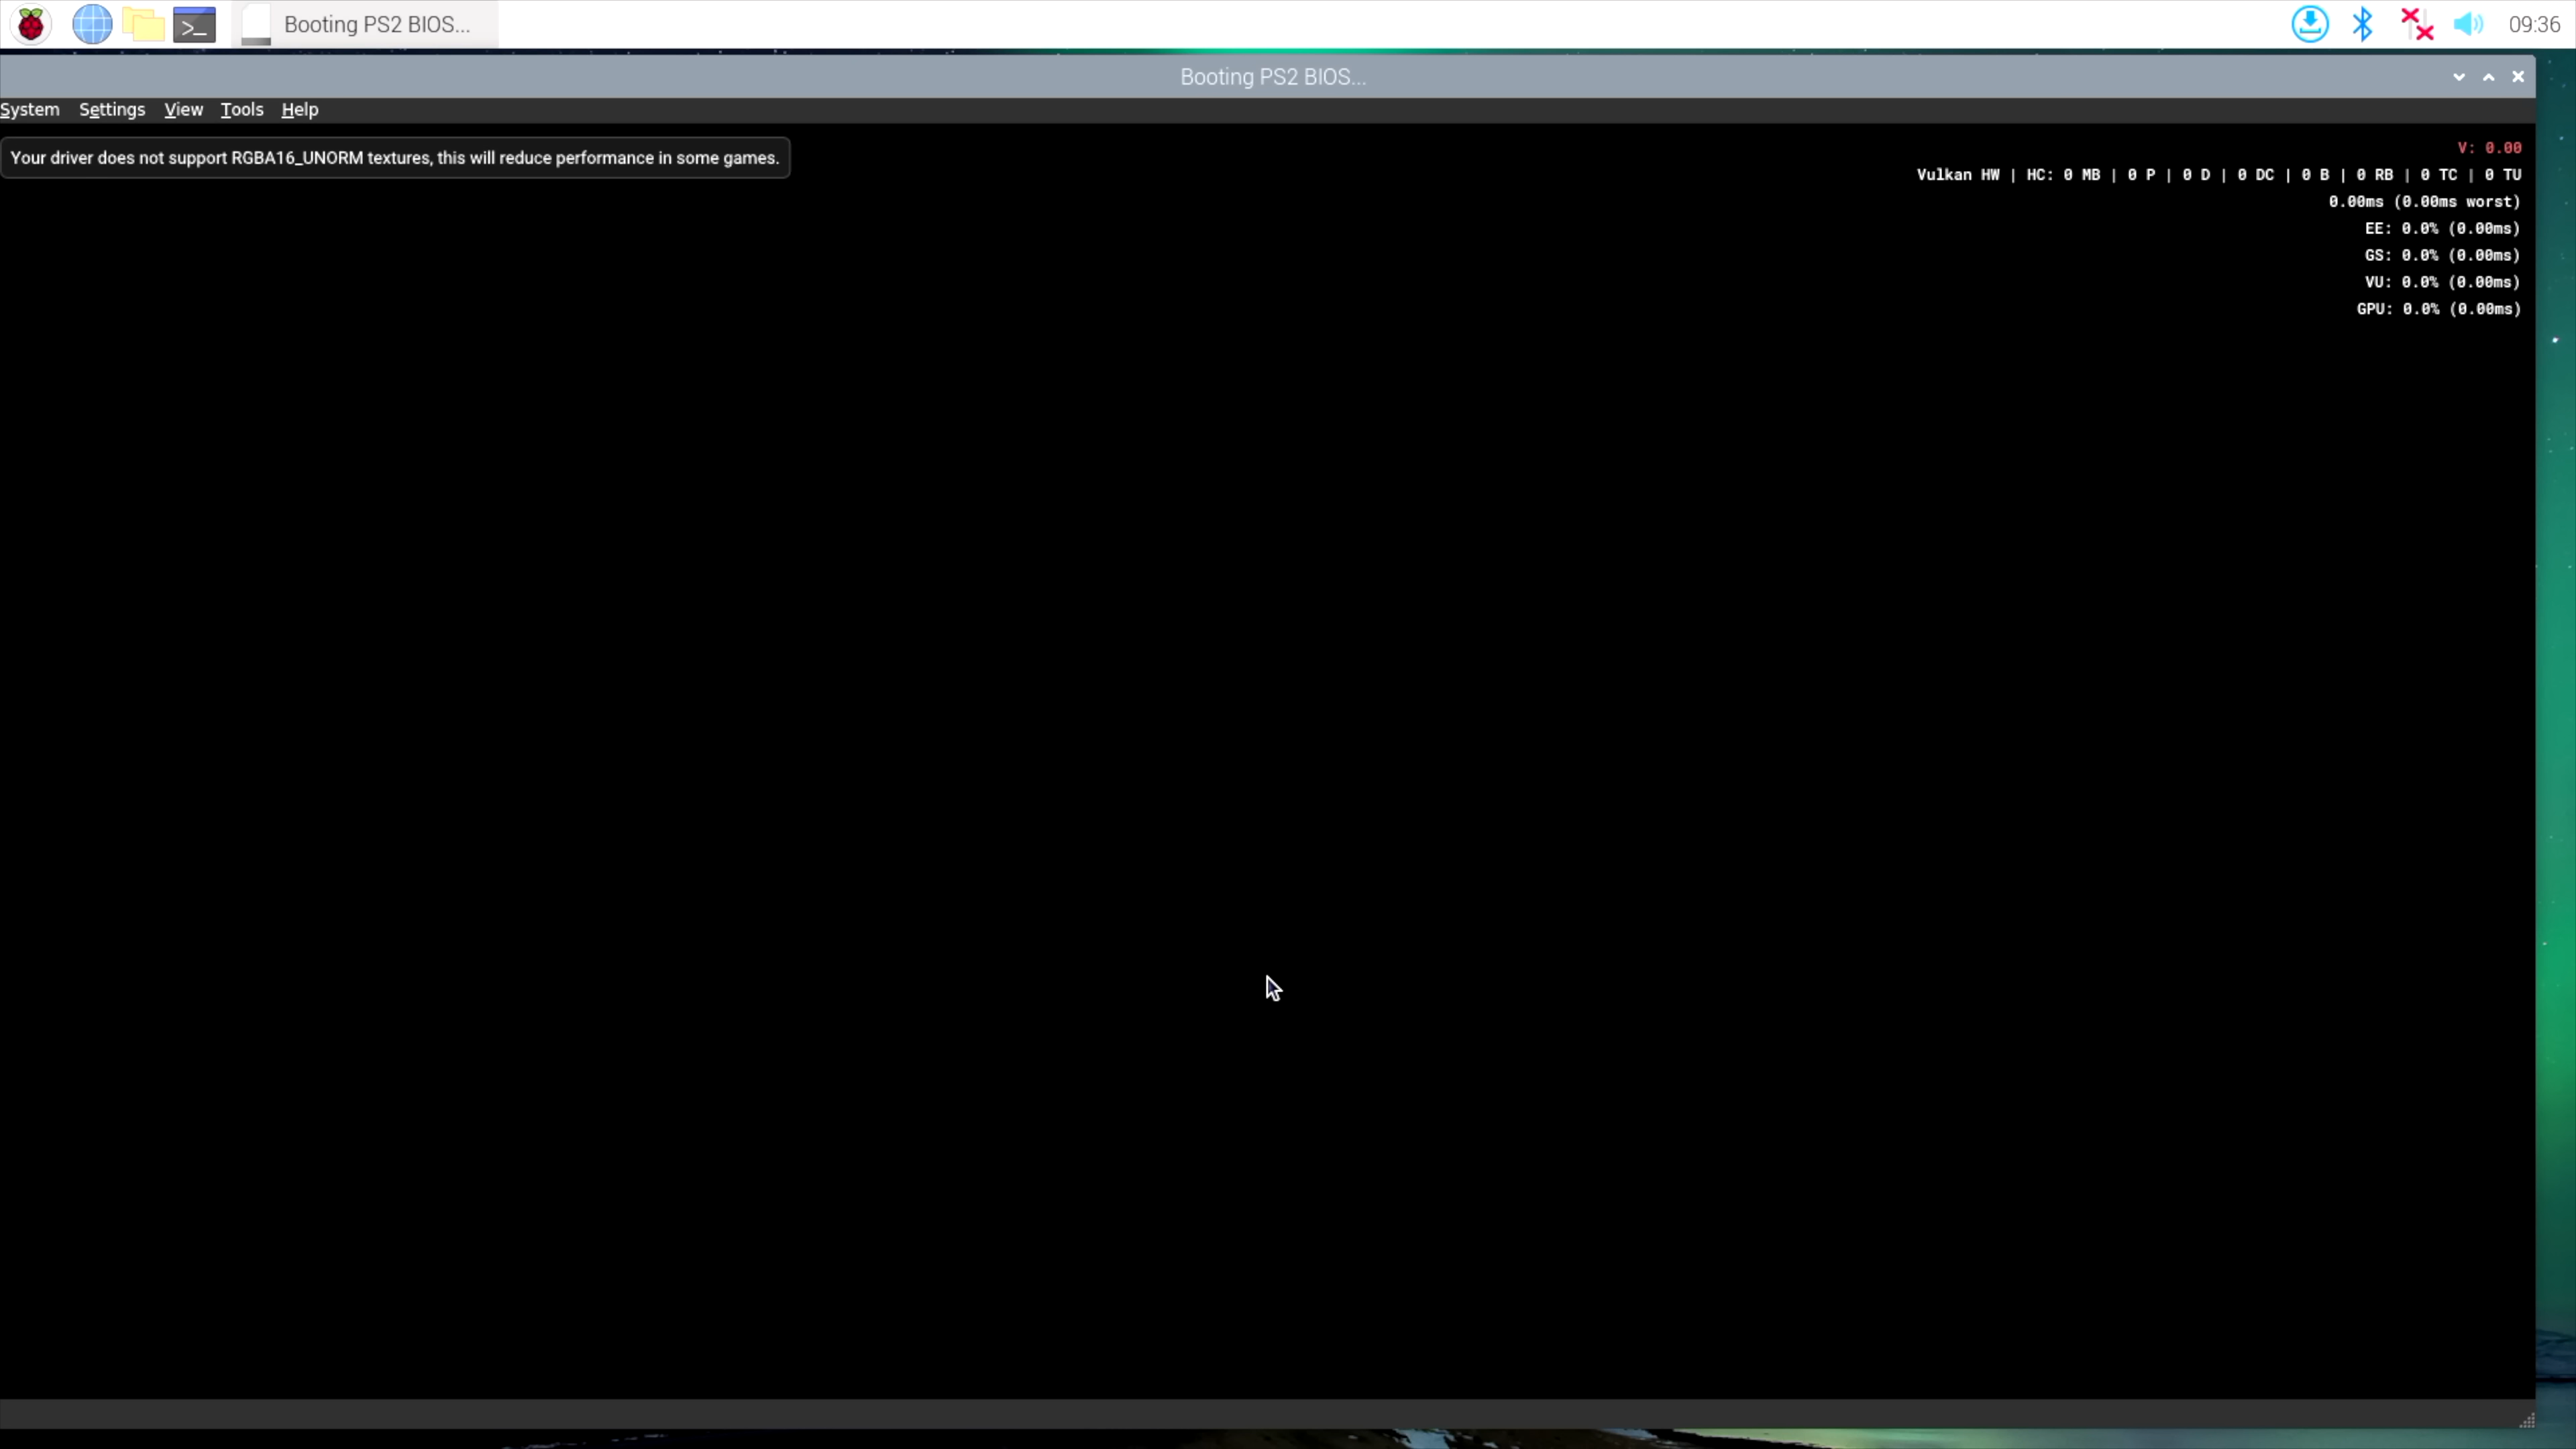 Booting PS2 BIOS...
09:36
Booting PS2 BIOS...
System Settings View Tools Help
Your driver does not support RGBA16_UNORM textures, this will reduce performance in some games.
V: 0.00
Vulkan HW | HC: 0 MB | 0 P | 0 D | 0 DC | 0 B | 0 RB | 0 TC | 0 TU
0.00ms (0.00ms worst)
EE: 0.0% (0.00ms)
GS: 0.0% (0.00ms)
VU: 0.0% (0.00ms)
GPU: 0.0% (0.00ms)